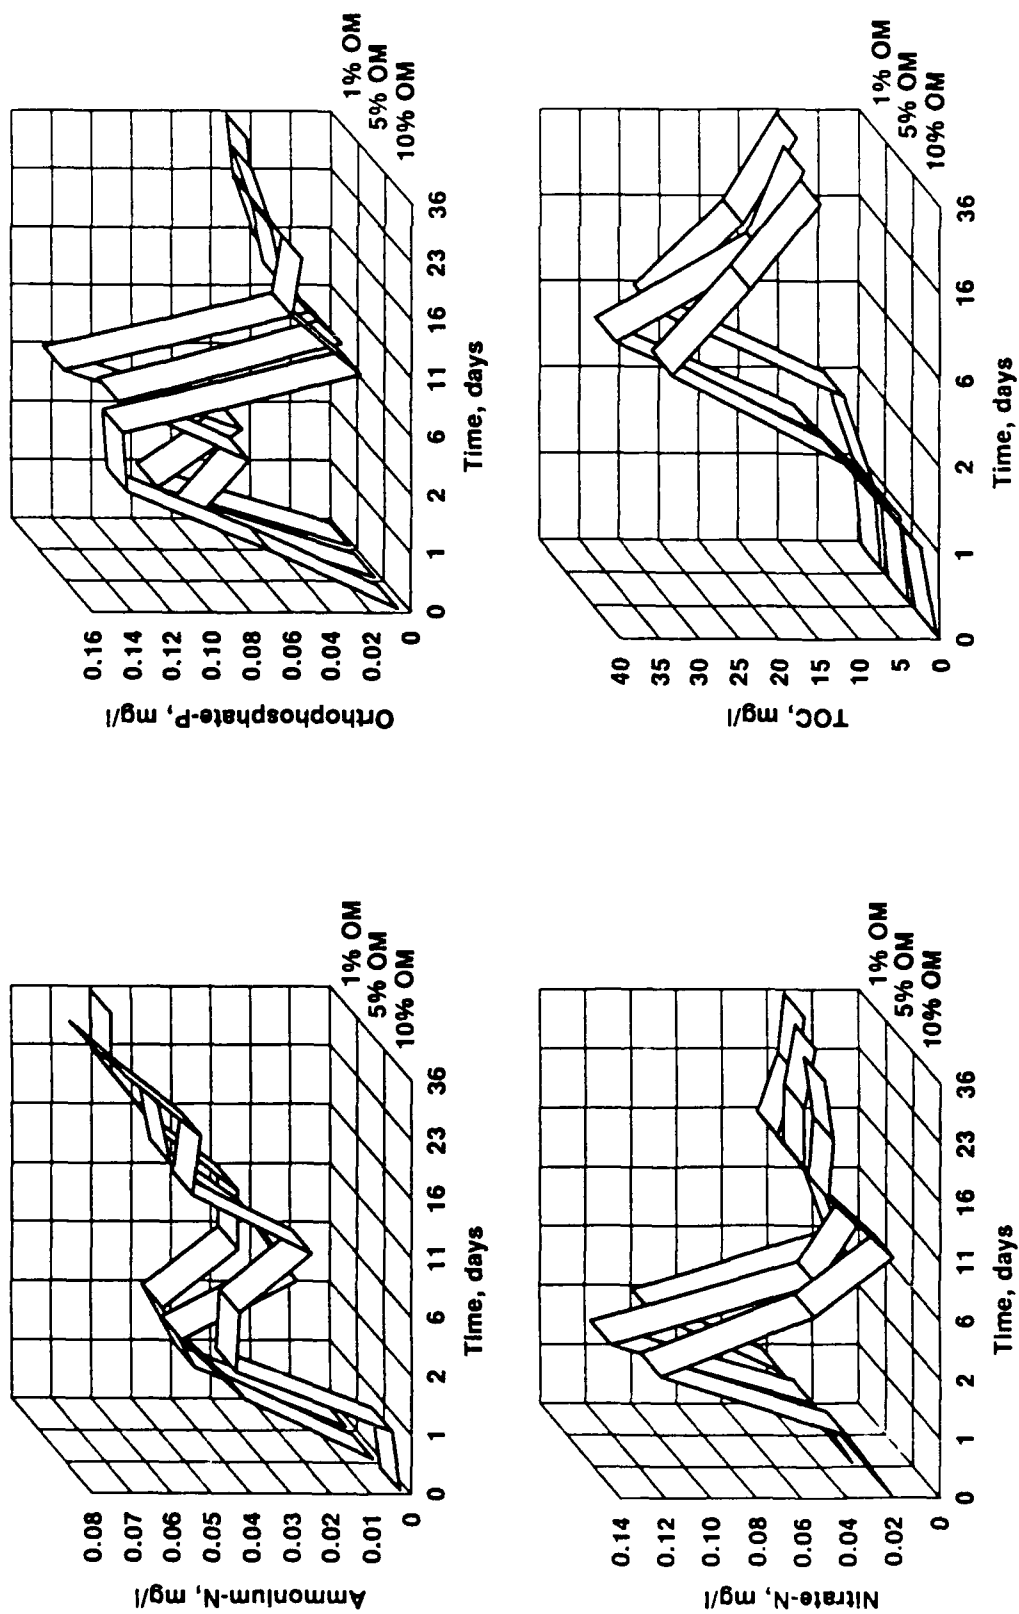 Ammonium-N, mg/l
0.08
0.07
0.06
0.05
0.04
0.03
0.02
0.01
0
0 1 2 6 11 16 23 36
Time, days
1% OM
5% OM
10% OM
Orthophosphate-P, mg/l
0.16
0.14
0.12
0.10
0.08
0.06
0.04
0.02
0
0 1 2 6 11 16 23 36
Time, days
1% OM
5% OM
10% OM
Nitrate-N, mg/l
0.14
0.12
0.10
0.08
0.06
0.04
0.02
0
0 1 2 6 11 16 23 36
Time, days
1% OM
5% OM
10% OM
TOC, mg/l
40
35
30
25
20
15
10
5
0
0 1 2 6 16 36
Time, days
1% OM
5% OM
10% OM